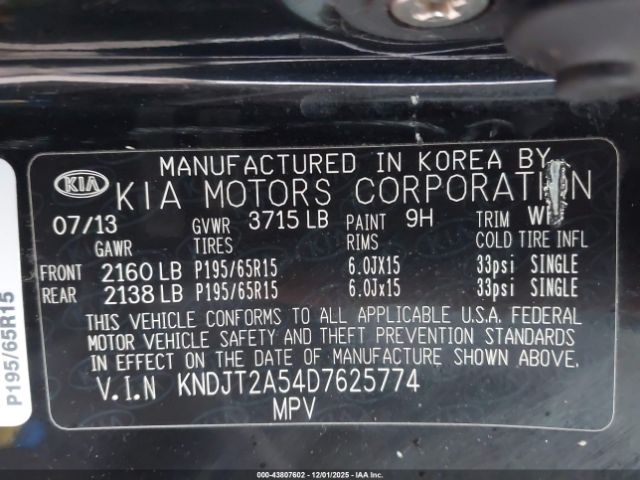 MANUFACTURED IN KOREA BY
KIA KIA MOTORS CORPORATION
07/13 GVWR 3715 LB PAINT 9H TRIM
GAWR TIRES RIMS COLD TIRE INFL
FRONT 2160 LB P195/65R15 6.0JX15 33psi SINGLE
REAR 2138 LB P195/65R15 6.0Jx15 33psi SINGLE
THIS VEHICLE CONFORMS TO ALL APPLICABLE U.S.A. FEDERAL
MOTOR VEHICLE SAFETY AND THEFT PREVENTION STANDARDS
IN EFFECT ON THE DATE OF MANUFACTURE SHOWN ABOVE.
V.I.N KNDJT2A54D7625774
MPV
P195/65R15
000-43807602 - 12/01/2025 - IAAI, Inc.